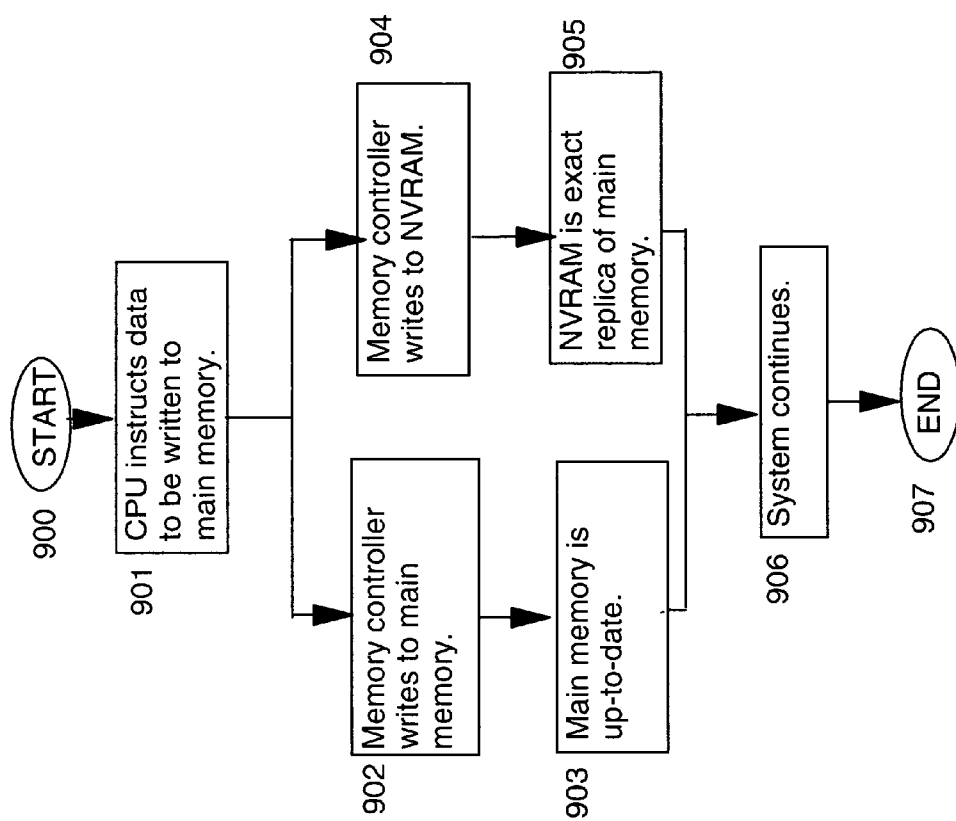 900
START
901
CPU instructs data
to be written to
main memory.
902
Memory controller
writes to main
memory.
904
Memory controller
writes to NVRAM.
903
Main memory is
up-to-date.
905
NVRAM is exact
replica of main
memory.
906
System continues.
907
END